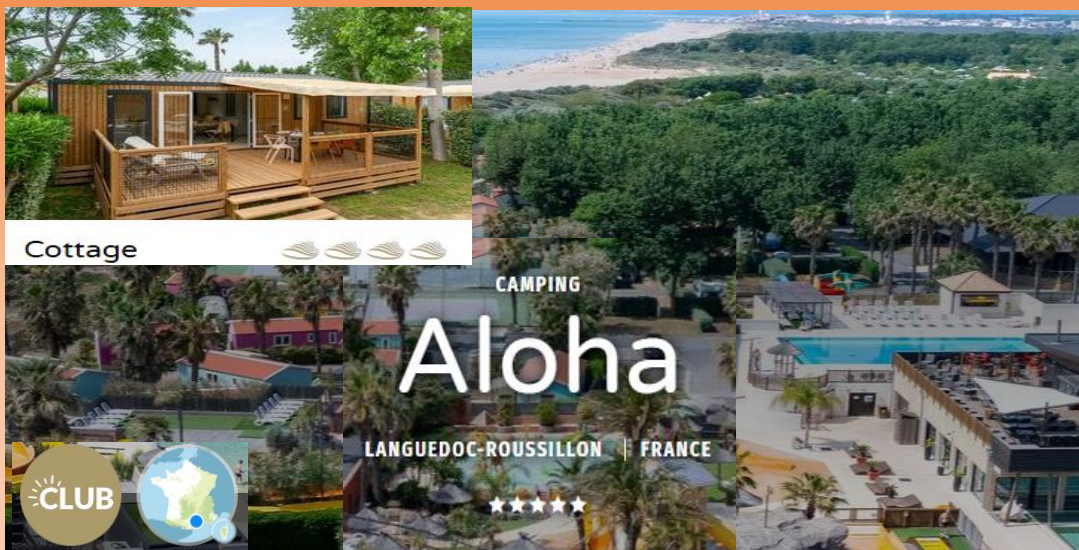 Cottage
CAMPING
Aloha
LANGUEDOC-ROUSSILLON | FRANCE
CLUB